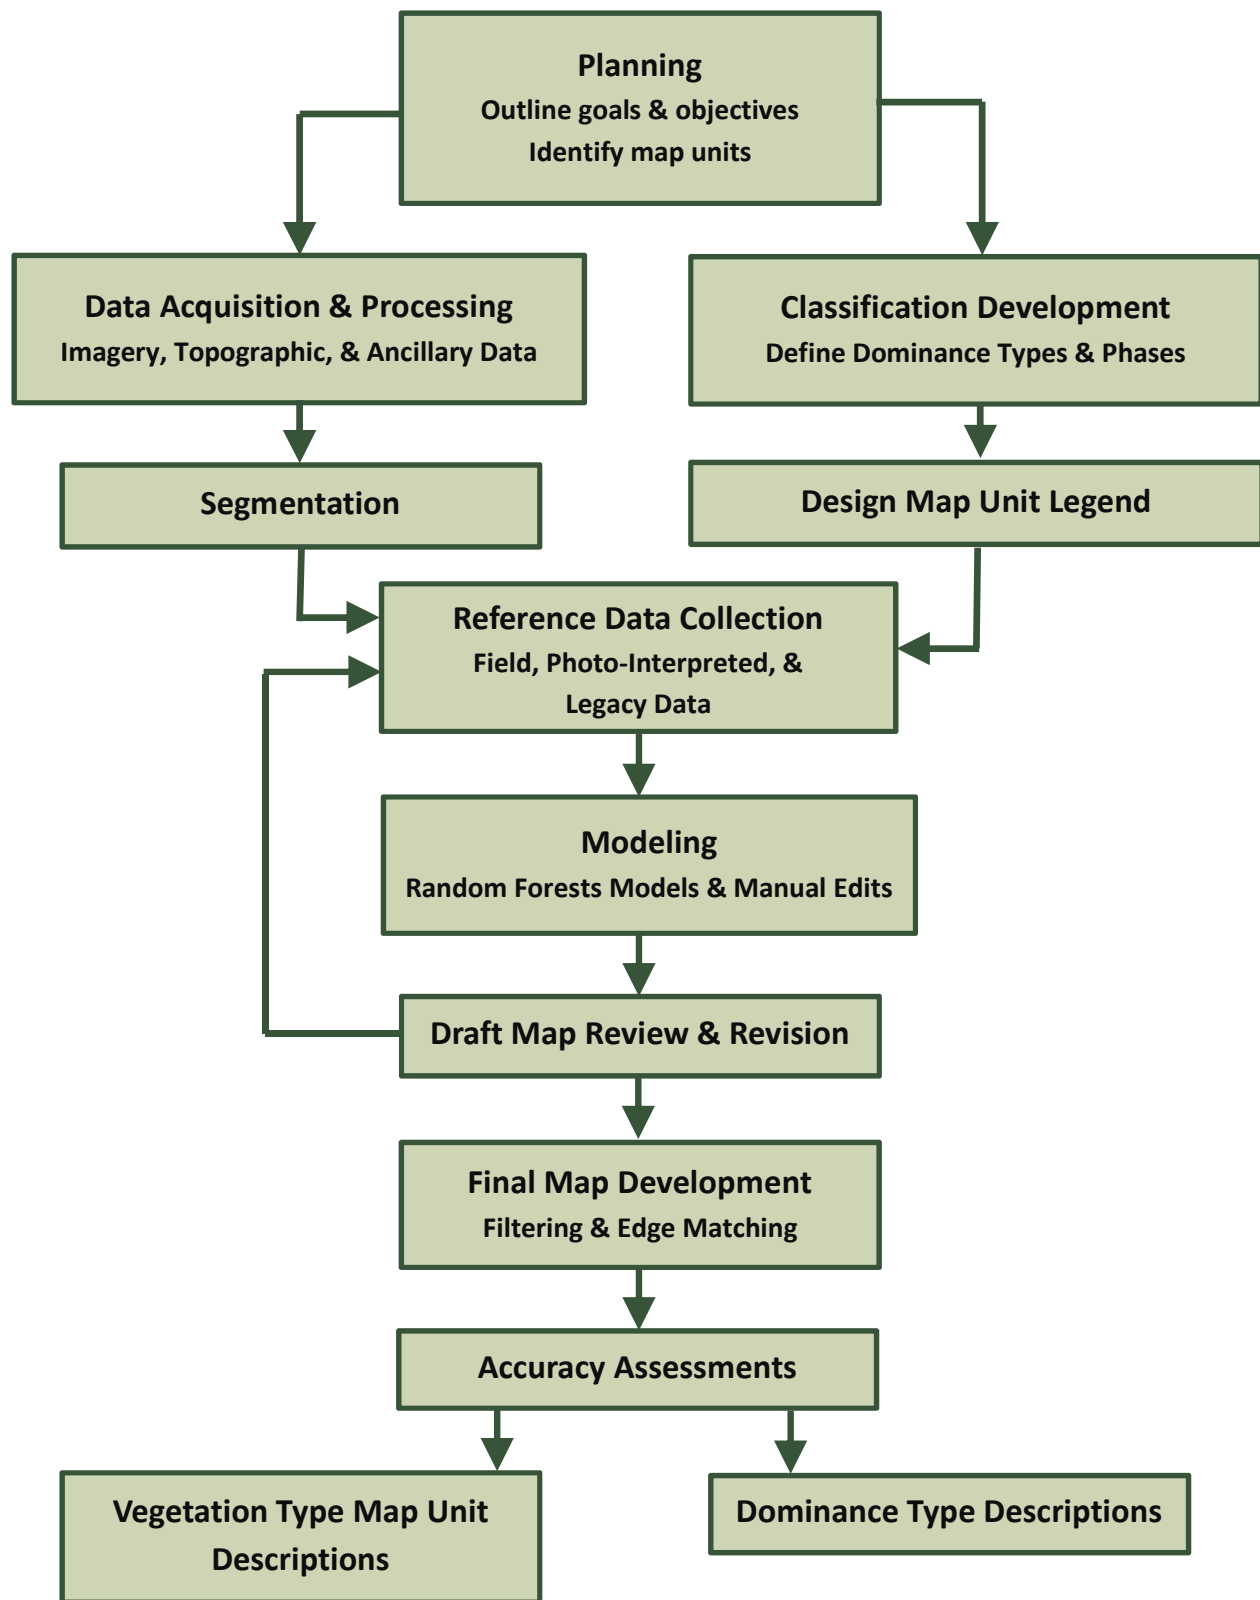 Planning
Outline goals & objectives
Identify map units
Data Acquisition & Processing
Imagery, Topographic, & Ancillary Data
Classification Development
Define Dominance Types & Phases
Segmentation
Design Map Unit Legend
Reference Data Collection
Field, Photo-Interpreted, &
Legacy Data
Modeling
Random Forests Models & Manual Edits
Draft Map Review & Revision
Final Map Development
Filtering & Edge Matching
Accuracy Assessments
Vegetation Type Map Unit
Descriptions
Dominance Type Descriptions